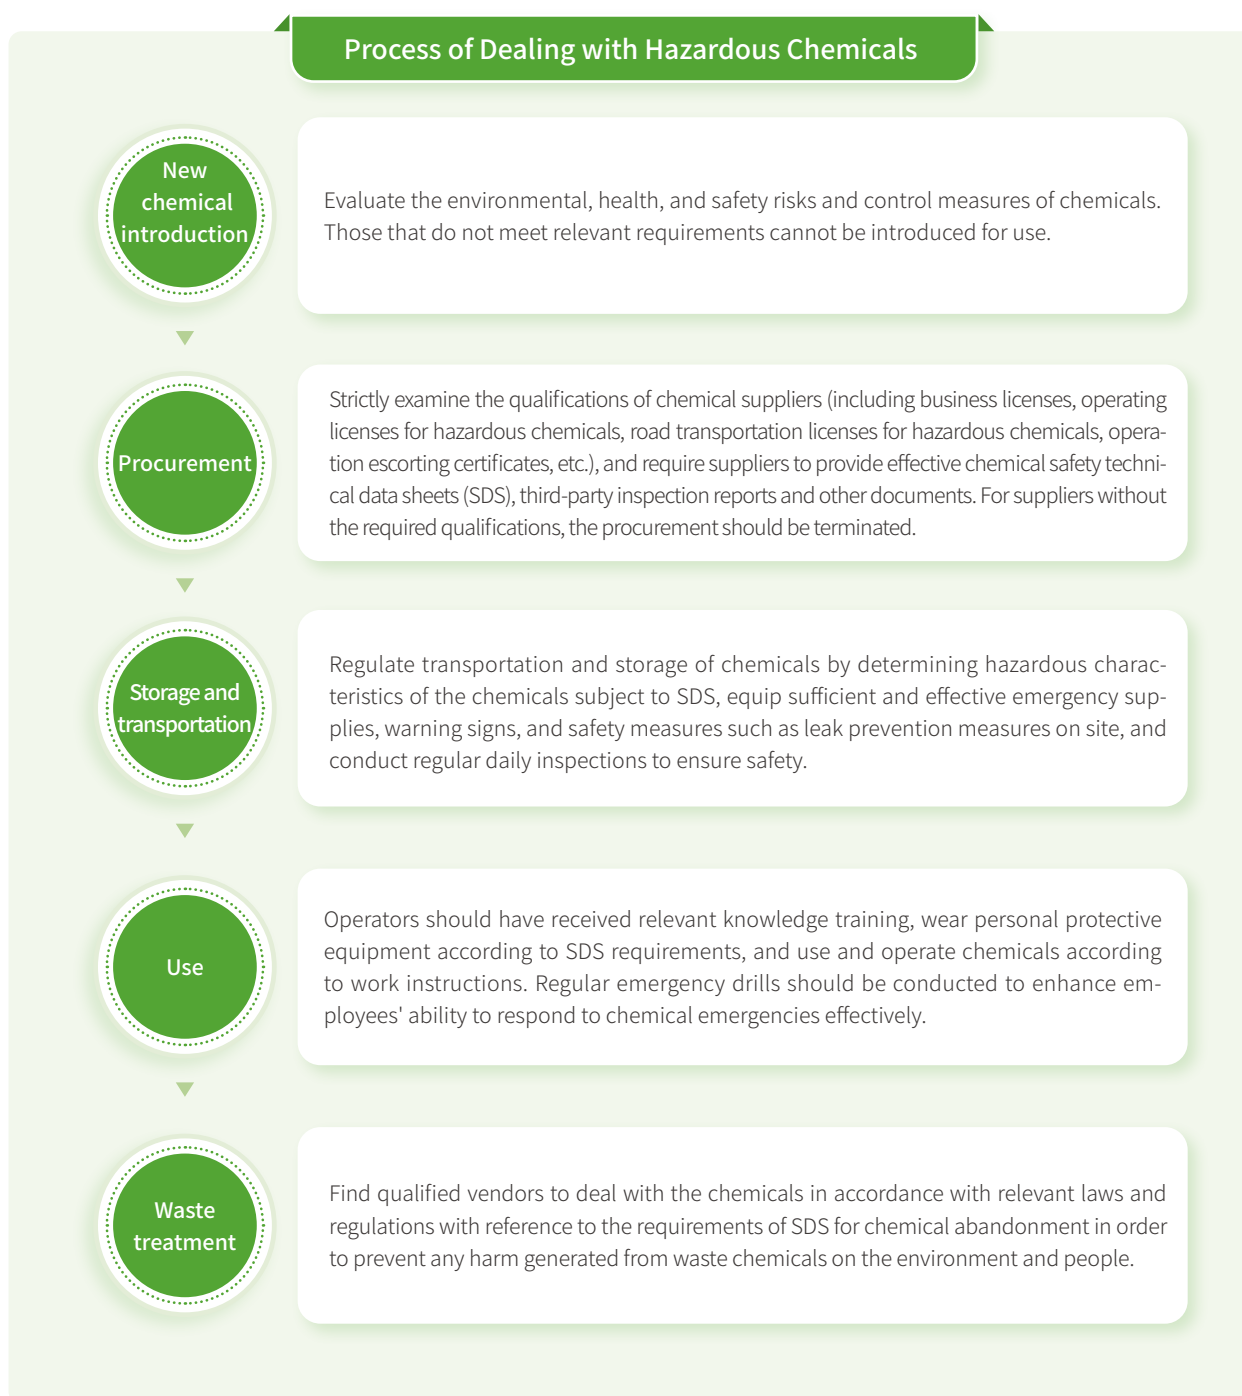 Process of Dealing with Hazardous Chemicals
New
chemical
introduction
Evaluate the environmental, health, and safety risks and control measures of chemicals.
Those that do not meet relevant requirements cannot be introduced for use.
Procurement
Strictly examine the qualifications of chemical suppliers (including business licenses, operating
licenses for hazardous chemicals, road transportation licenses for hazardous chemicals, opera-
tion escorting certificates, etc.), and require suppliers to provide effective chemical safety techni-
cal data sheets (SDS), third-party inspection reports and other documents. For suppliers without
the required qualifications, the procurement should be terminated.
Storage and
transportation
Regulate transportation and storage of chemicals by determining hazardous charac-
teristics of the chemicals subject to SDS, equip sufficient and effective emergency sup-
plies, warning signs, and safety measures such as leak prevention measures on site, and
conduct regular daily inspections to ensure safety.
Use
Operators should have received relevant knowledge training, wear personal protective
equipment according to SDS requirements, and use and operate chemicals according
to work instructions. Regular emergency drills should be conducted to enhance em-
ployees' ability to respond to chemical emergencies effectively.
Waste
treatment
Find qualified vendors to deal with the chemicals in accordance with relevant laws and
regulations with reference to the requirements of SDS for chemical abandonment in order
to prevent any harm generated from waste chemicals on the environment and people.